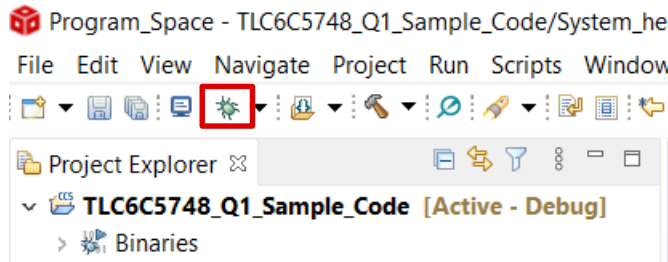 Program_Space - TLC6C5748_Q1_Sample_Code/System_he
File Edit View Navigate Project Run Scripts Window
Project Explorer
TLC6C5748_Q1_Sample_Code [Active - Debug]
Binaries